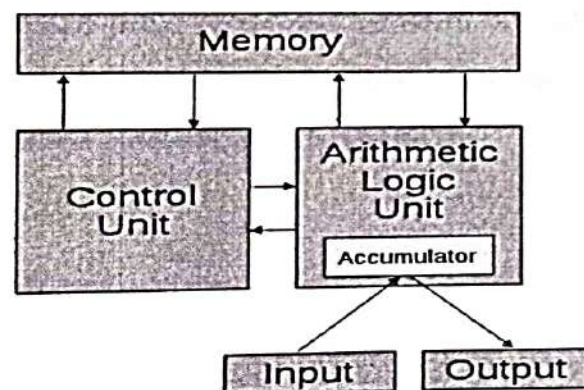 Memory
Control
Unit
Arithmetic
Logic
Unit
Accumulator
Input
Output